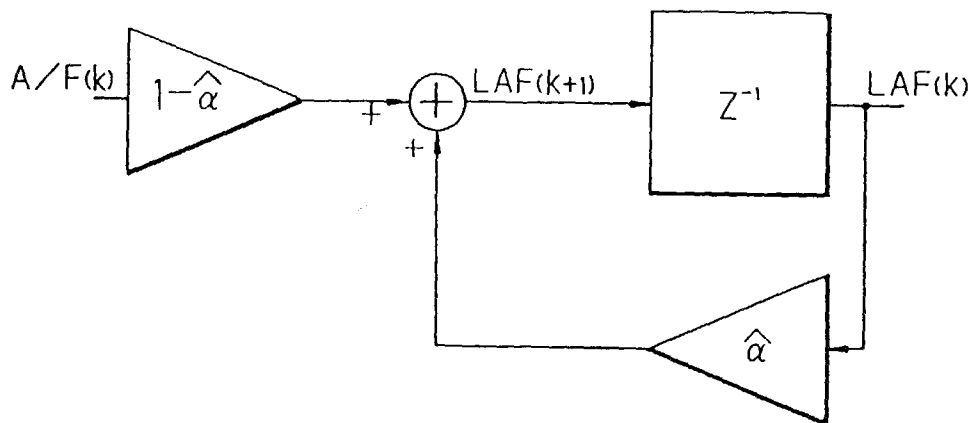 A/F(k)
1-α̂
+
+
+
LAF(k+1)
Z⁻¹
LAF(k)
α̂